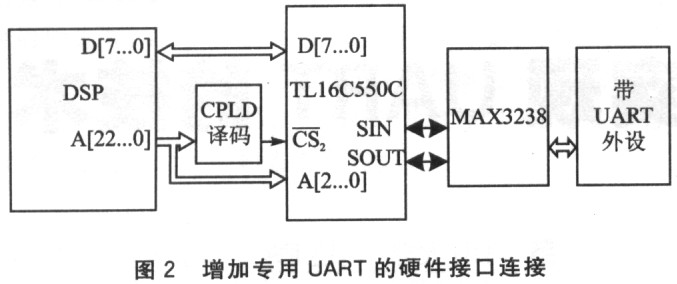 D[7...0]
DSP
A[22...0]
CPLD
译码
D[7...0]
TL16C550C
CS₂
SIN
SOUT
A[2...0]
MAX3238
带
UART
外设
图 2 增加专用 UART 的硬件接口连接